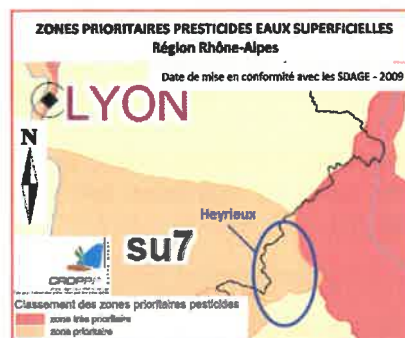 ZONES PRIORITAIRES PESTICIDES EAUX SUPERFICIELLES
Région Rhône-Alpes
Date de mise en conformité avec les SDAGE - 2009
LYON
N
Heyrieux
su7
CROPPP
Classement des zones prioritaires pesticides
zone très prioritaire
zone prioritaire